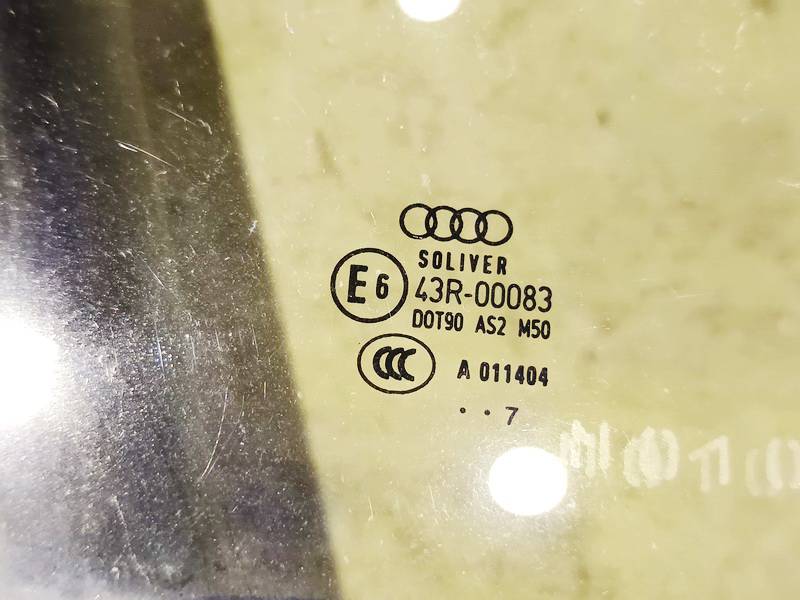 SOLIVER
E6 43R-00083
DOT90 AS2 M50
CCC A 011404
. . 7